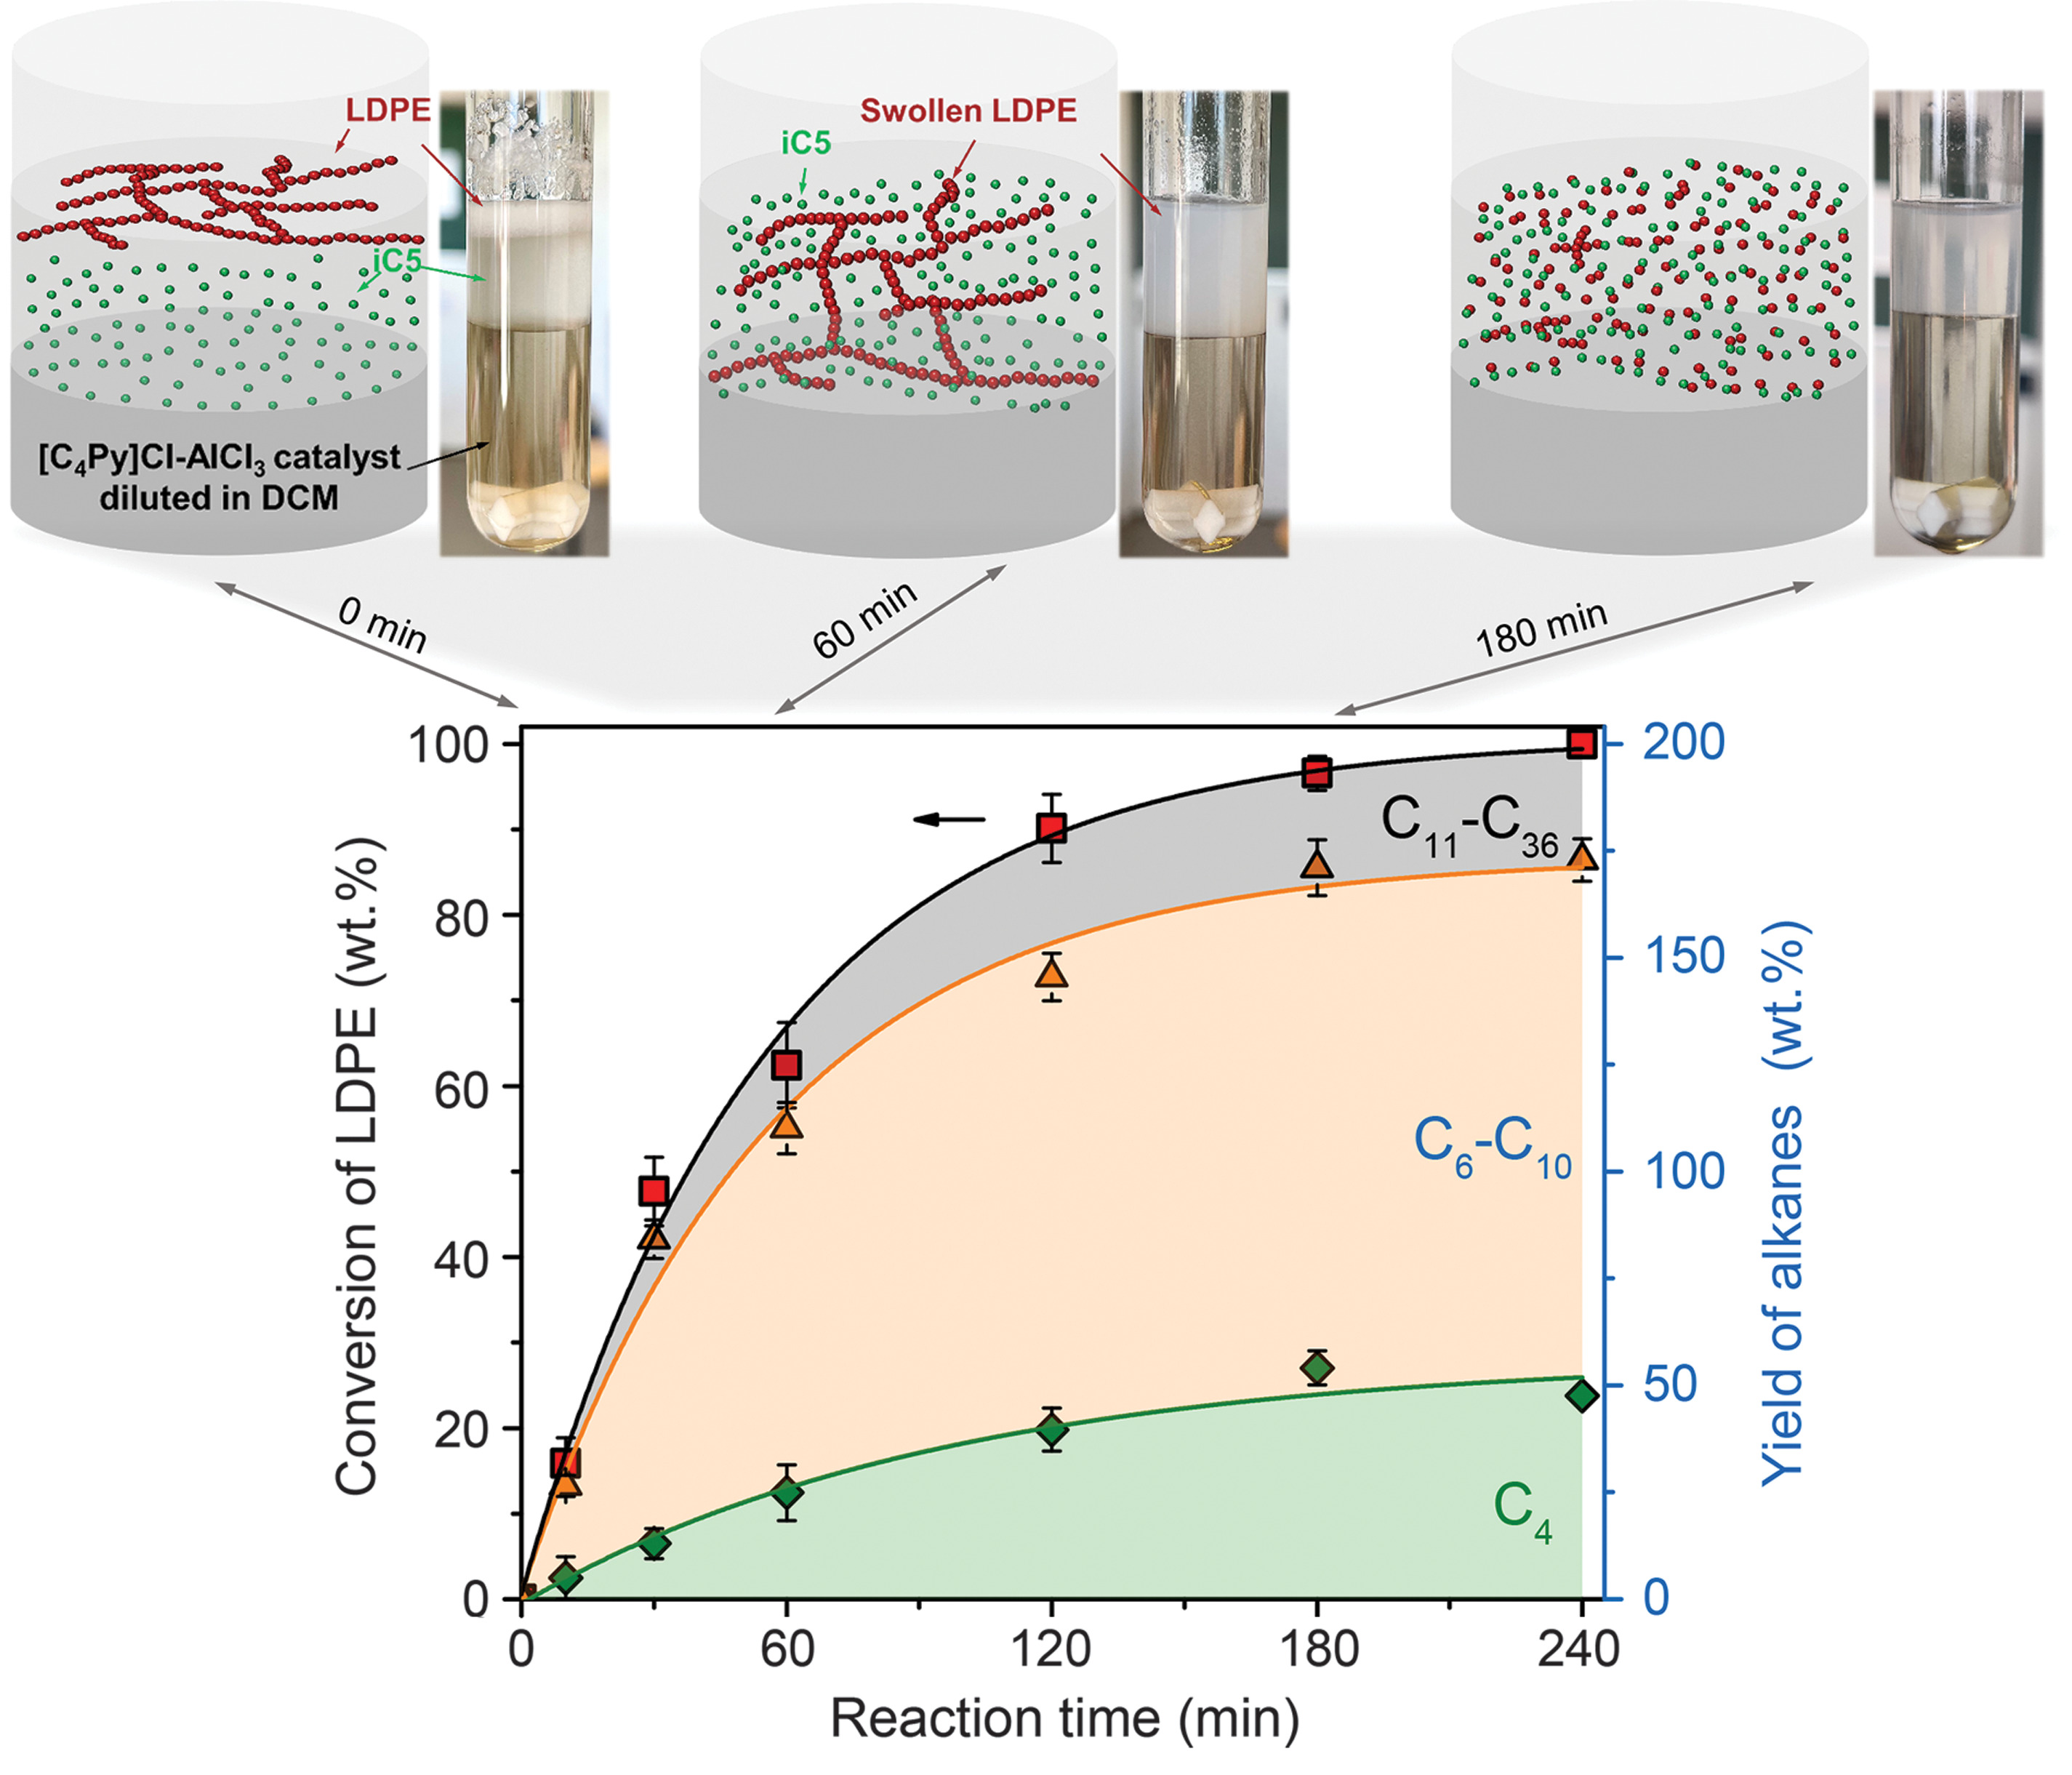 LDPE
iC5
[C₄Py]Cl-AlCl₃ catalyst
diluted in DCM
Swollen LDPE
iC5
0 min
60 min
180 min
Conversion of LDPE (wt.%)
100
80
60
40
20
0
200
150
100
50
0
Yield of alkanes (wt.%)
C₁₁-C₃₆
C₆-C₁₀
C₄
0 60 120 180 240
Reaction time (min)